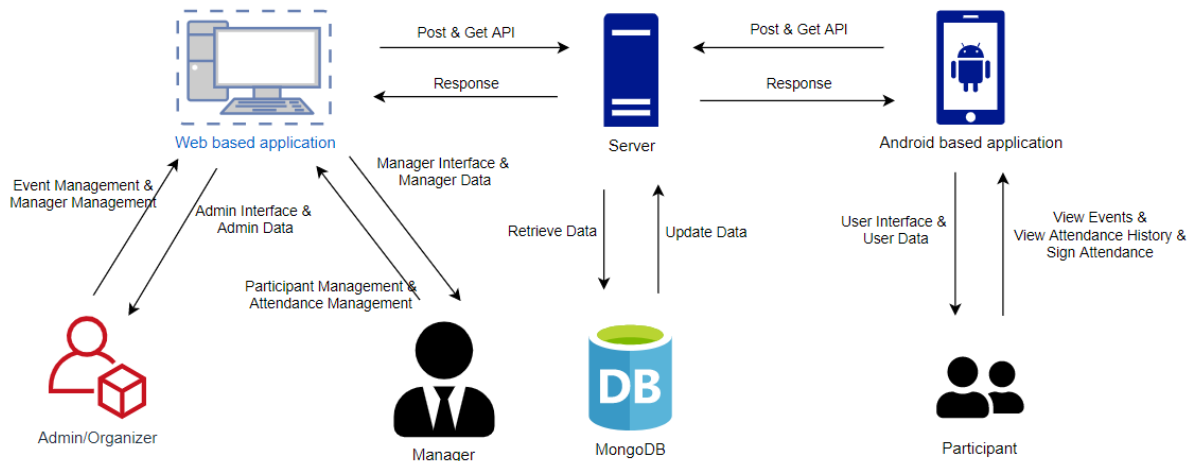 Post & Get API
Post & Get API
Response
Response
Web based application
Server
Android based application
Event Management &
Manager Management
Manager Interface &
Manager Data
Admin Interface &
Admin Data
Retrieve Data
Update Data
User Interface &
User Data
View Events &
View Attendance History &
Sign Attendance
Participant Management &
Attendance Management
DB
Admin/Organizer
Manager
MongoDB
Participant